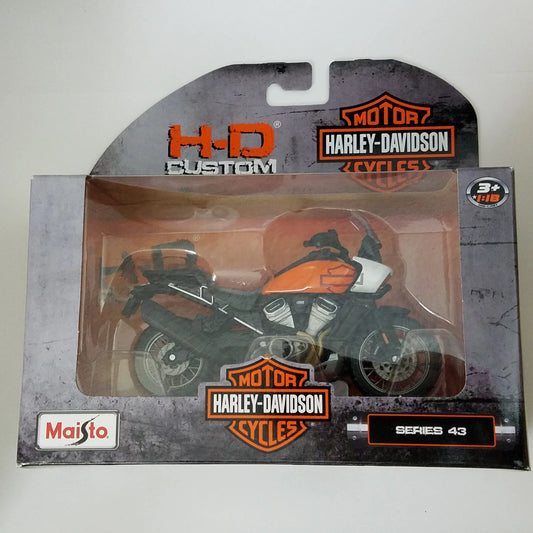 H-D®
CUSTOM
MOTOR
HARLEY-DAVIDSON
CYCLES
3+
1:18
MOTOR
HARLEY-DAVIDSON
CYCLES
Maisto
SERIES 43